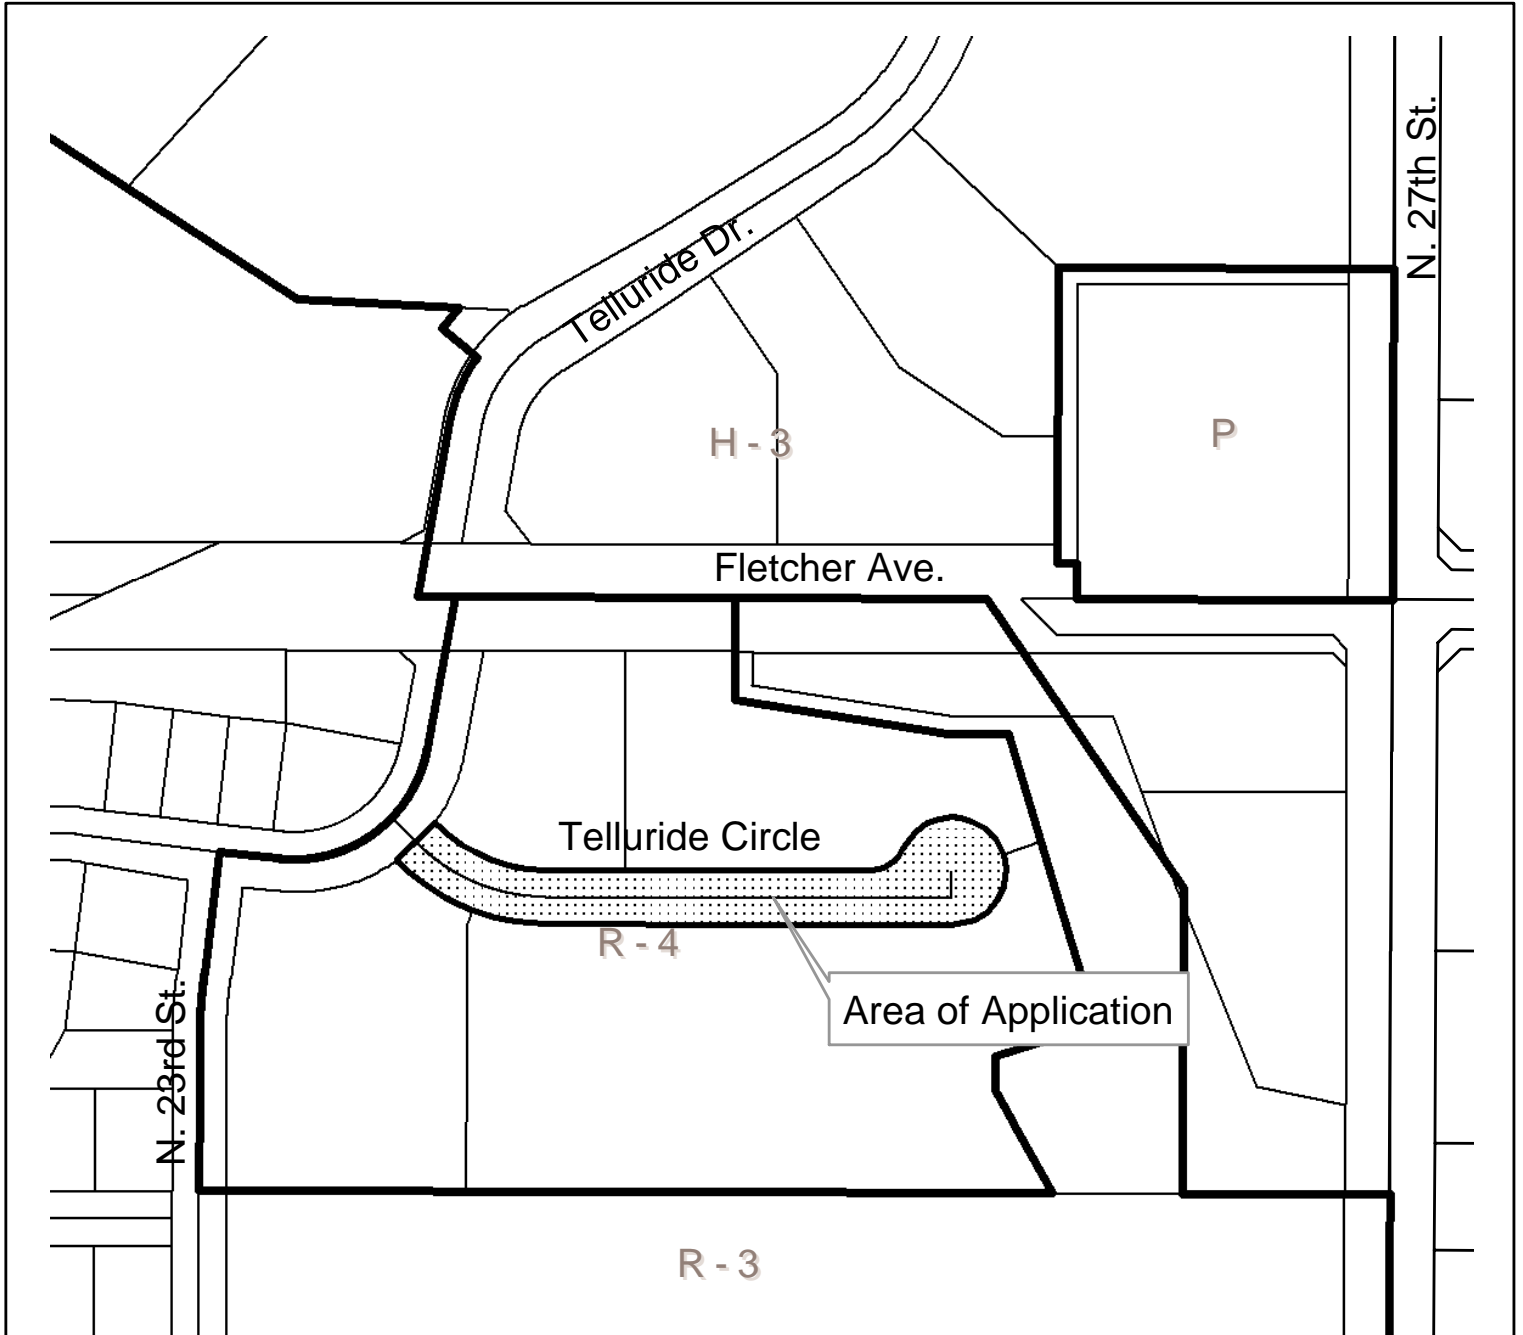 N. 27th St.
Telluride Dr.
H - 3
P
Fletcher Ave.
Telluride Circle
R - 4
Area of Application
N. 23rd St.
R - 3